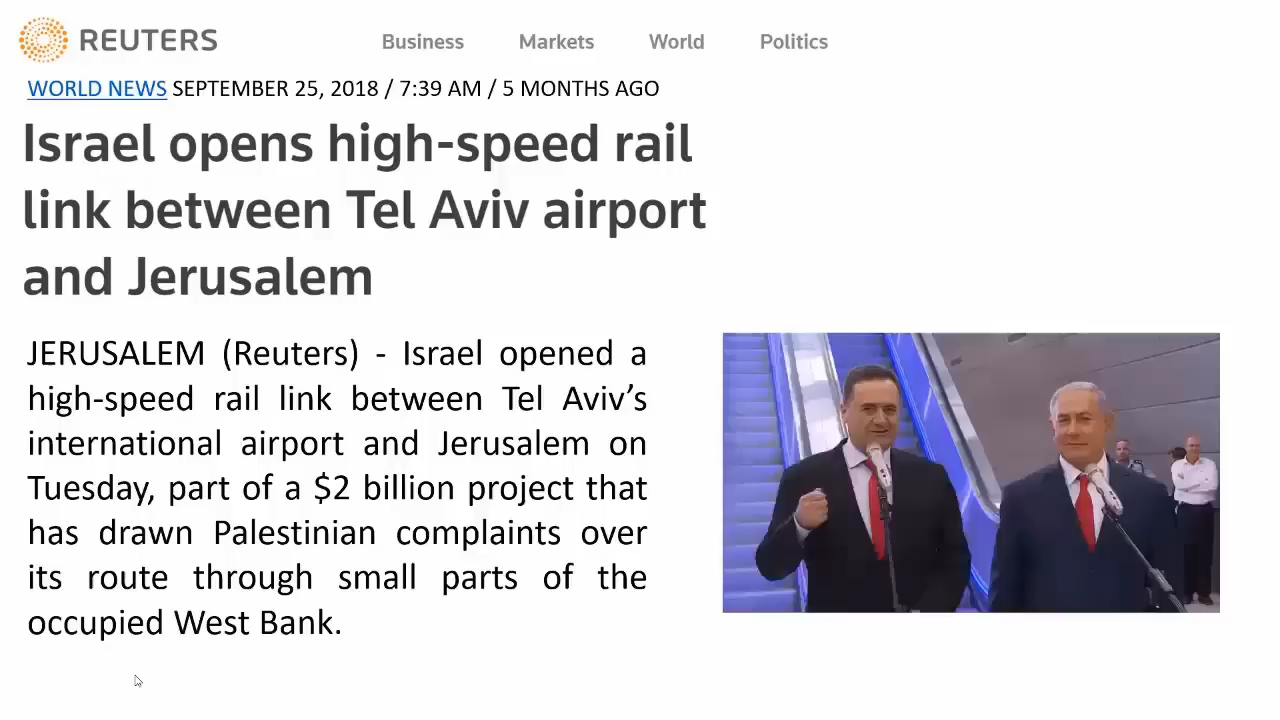 REUTERS
Business Markets World Politics
WORLD NEWS SEPTEMBER 25, 2018 / 7:39 AM / 5 MONTHS AGO
Israel opens high-speed rail
link between Tel Aviv airport
and Jerusalem
JERUSALEM (Reuters) - Israel opened a
high-speed rail link between Tel Aviv’s
international airport and Jerusalem on
Tuesday, part of a $2 billion project that
has drawn Palestinian complaints over
its route through small parts of the
occupied West Bank.